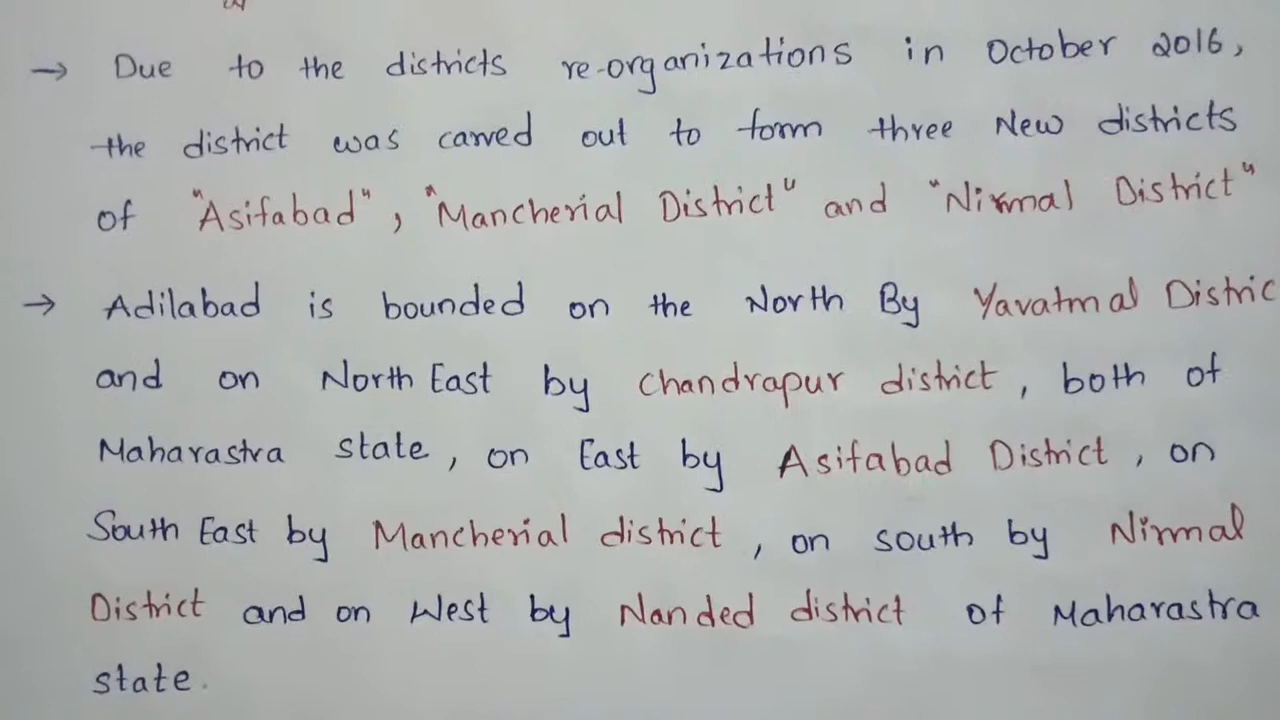 → Due to the districts re-organizations in October 2016,
the district was carved out to form three New districts
of "Asifabad", "Mancherial District" and "Nirmal District"
→ Adilabad is bounded on the North By Yavatmal Distric
and on North East by Chandrapur district, both of
Maharastra state, on East by Asifabad District, on
South East by Mancherial district, on south by Nirmal
District and on West by Nanded district of Maharastra
state.